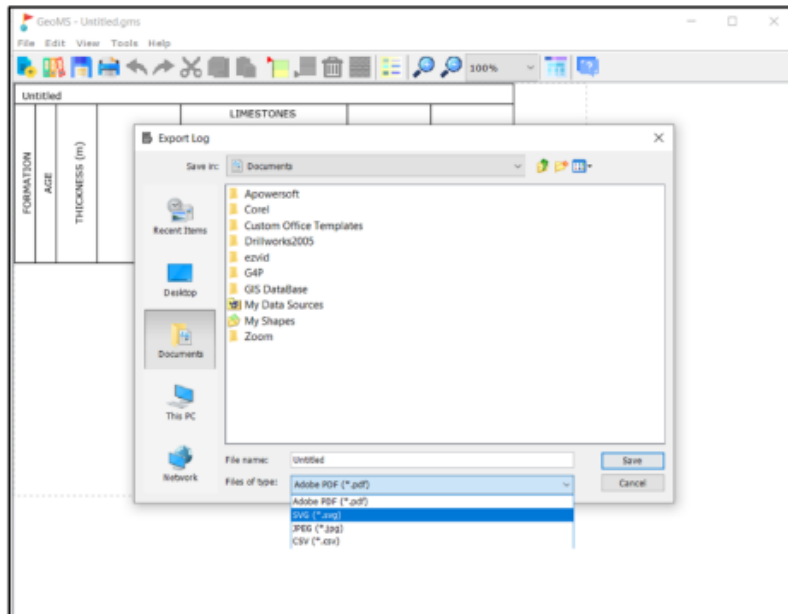 GeoMS - Untitled.gms
File Edit View Tools Help
100%
Untitled
LIMESTONES
FORMATION
AGE
THICKNESS (m)
Export Log
Save in:
Documents
Recent Items
Desktop
Documents
This PC
Network
Apowersoft
Corel
Custom Office Templates
Drillworks2005
ezvid
G4P
GIS DataBase
My Data Sources
My Shapes
Zoom
File name:
Untitled
Save
Files of type:
Adobe PDF (*.pdf)
Cancel
Adobe PDF (*.pdf)
SVG (*.svg)
JPEG (*.jpg)
CSV (*.csv)